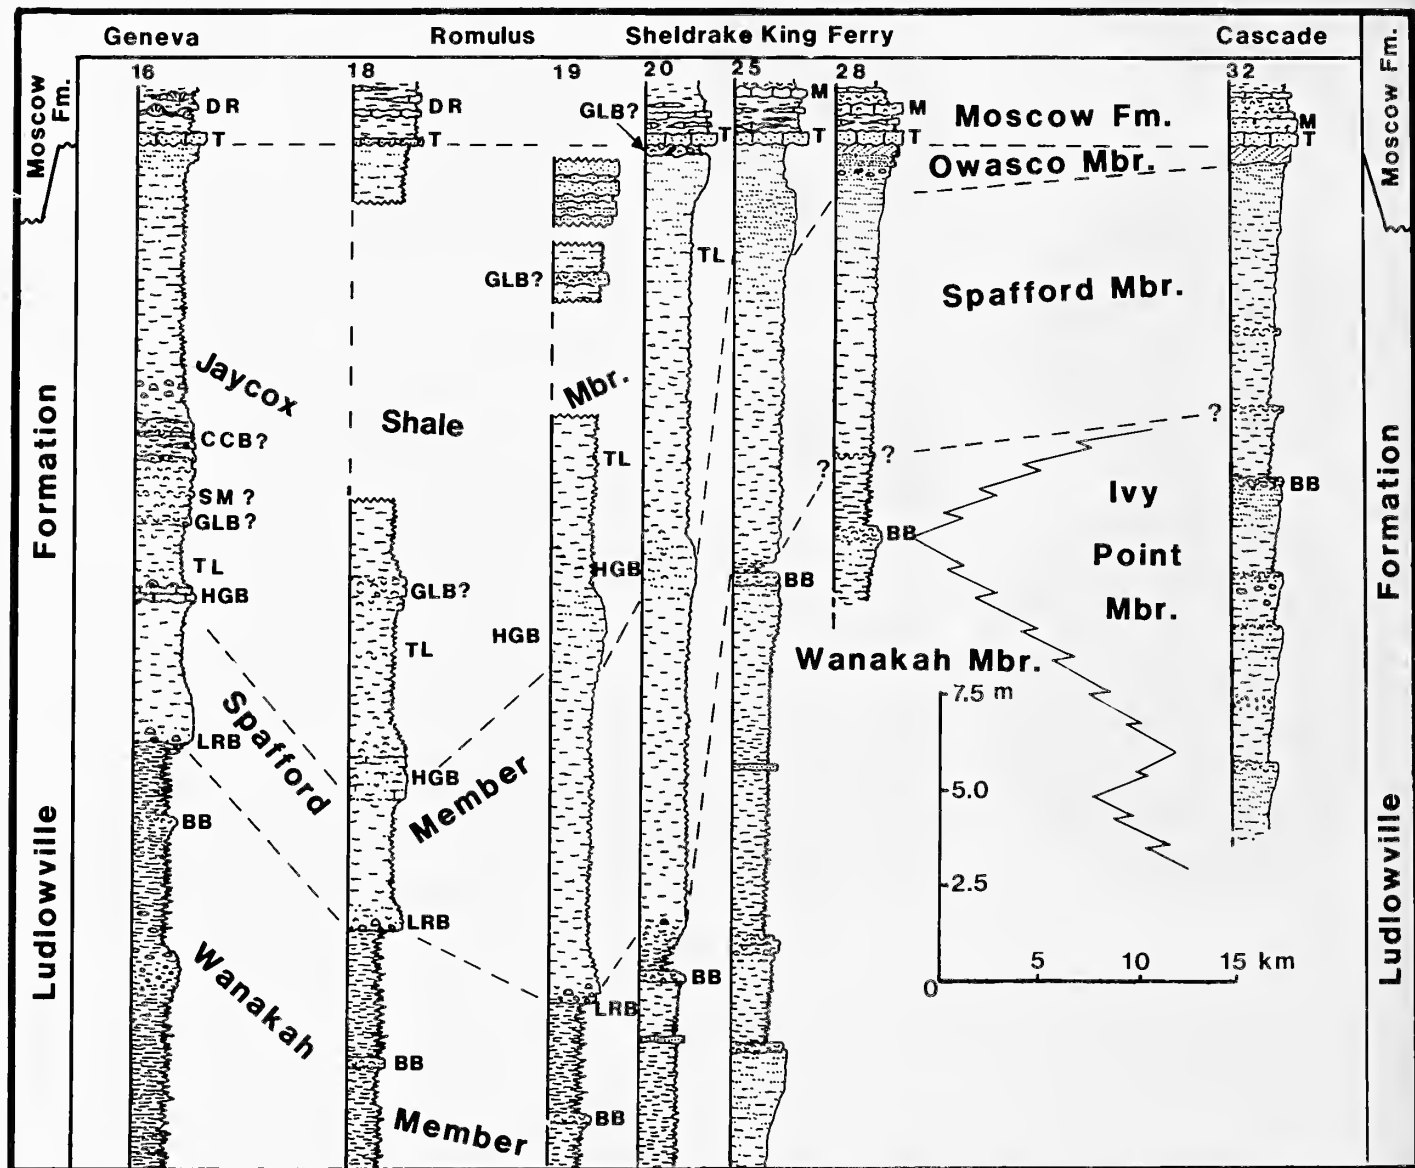 Geneva Romulus Sheldrake King Ferry Cascade
16 18 19 20 25 28 32
Moscow Fm.
Moscow Fm.
DR
DR
GLB?
M
M
M
T
T
T
T
T
T
Moscow Fm.
Owasco Mbr.
TL
GLB?
Spafford Mbr.
Jaycox
Shale
Mbr.
CCB?
SM ?
GLB?
TL
HGB
TL
?
?
?
BB
BB
Ivy
Point
Mbr.
HGB
BB
GLB?
TL
HGB
Wanakah Mbr.
Spafford
Member
LRB
HGB
BB
LRB
7.5 m
5.0
2.5
0
5 10 15 km
BB
LRB
Wanakah
Member
BB
BB
Formation
Ludlowville
Formation
Ludlowville